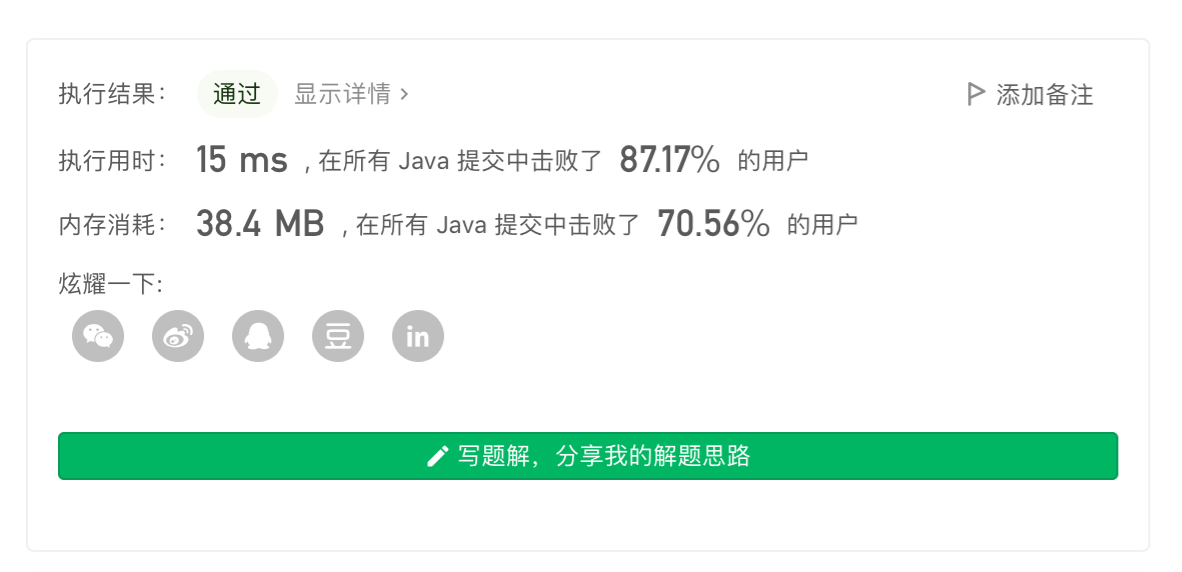 执行结果： 通过 显示详情 › 添加备注
执行用时： 15 ms , 在所有 Java 提交中击败了 87.17% 的用户
内存消耗： 38.4 MB , 在所有 Java 提交中击败了 70.56% 的用户
炫耀一下:
豆 in
写题解，分享我的解题思路